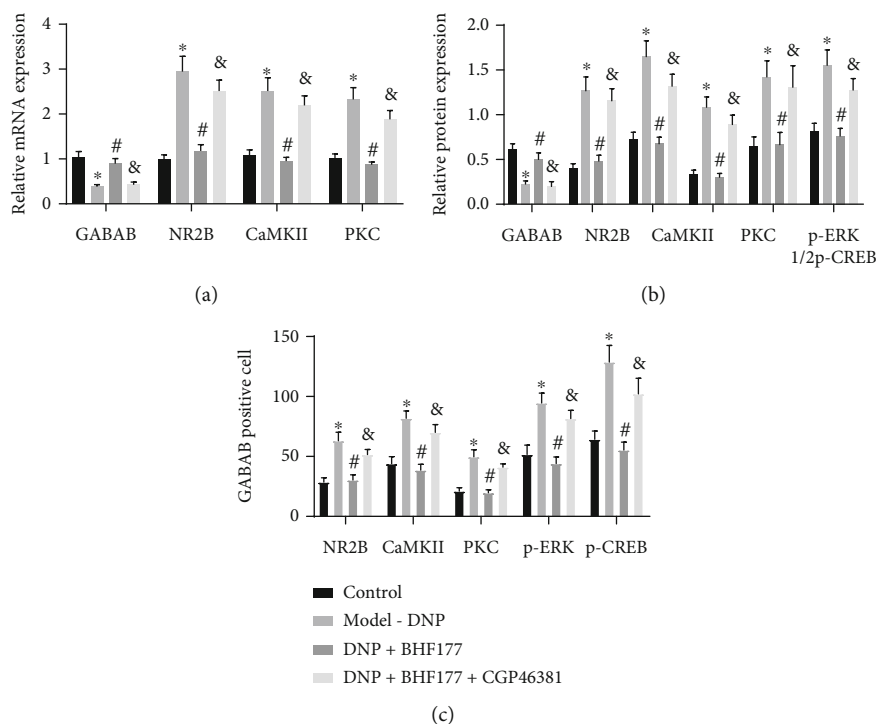 Relative mRNA expression
4
3
2
1
0
* # &
* # &
* # &
* # &
GABAB NR2B CaMKII PKC
(a)
Relative protein expression
2.0
1.5
1.0
0.5
0.0
* # &
* # &
* # &
* # &
* # &
* # &
GABAB NR2B CaMKII PKC p-ERK
1/2p-CREB
(b)
GABAB positive cell
150
100
50
0
* # &
* # &
* # &
* # &
* # &
NR2B CaMKII PKC p-ERK p-CREB
Control
Model - DNP
DNP + BHF177
DNP + BHF177 + CGP46381
(c)